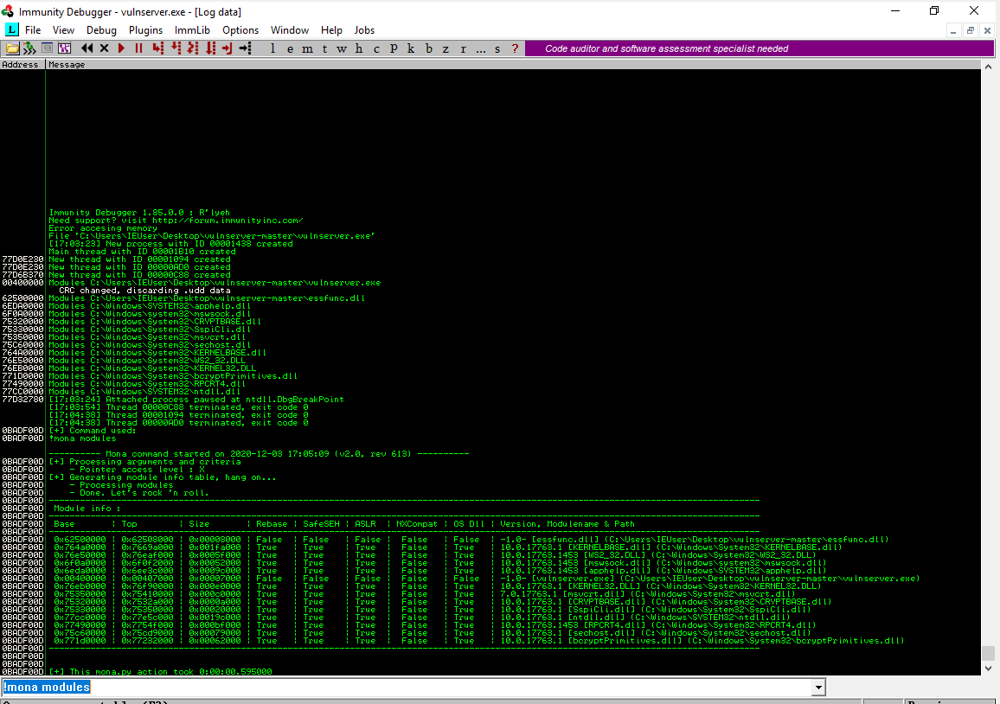 Immunity Debugger - vulnserver.exe - [Log data]
L File View Debug Plugins ImmLib Options Window Help Jobs
l e m t w h c P k b z r ... s ? Code auditor and software assessment specialist needed
Address Message
Immunity Debugger 1.85.0.0 : R'lyeh
Need support? visit http://forum.immunityinc.com/
Error accesing memory
File 'C:\Users\IEUser\Desktop\vulnserver-master\vulnserver.exe'
[17:03:23] New process with ID 00001438 created
Main thread with ID 00001B10 created
77D0E230 New thread with ID 00001094 created
77D0E230 New thread with ID 00000AD0 created
77D6B370 New thread with ID 00000C88 created
00400000 Modules C:\Users\IEUser\Desktop\vulnserver-master\vulnserver.exe
CRC changed, discarding .udd data
62500000 Modules C:\Users\IEUser\Desktop\vulnserver-master\essfunc.dll
6EDA0000 Modules C:\Windows\SYSTEM32\apphelp.dll
6F0A0000 Modules C:\Windows\system32\mswsock.dll
75320000 Modules C:\Windows\System32\CRYPTBASE.dll
75330000 Modules C:\Windows\System32\SspiCli.dll
75350000 Modules C:\Windows\System32\msvcrt.dll
75C60000 Modules C:\Windows\System32\sechost.dll
764A0000 Modules C:\Windows\System32\KERNELBASE.dll
76E50000 Modules C:\Windows\System32\WS2_32.DLL
76EB0000 Modules C:\Windows\System32\KERNEL32.DLL
771D0000 Modules C:\Windows\System32\bcryptPrimitives.dll
77490000 Modules C:\Windows\System32\RPCRT4.dll
77CC0000 Modules C:\Windows\SYSTEM32\ntdll.dll
77D32780 [17:03:24] Attached process paused at ntdll.DbgBreakPoint
[17:03:54] Thread 00000C88 terminated, exit code 0
[17:04:38] Thread 00001094 terminated, exit code 0
[17:04:38] Thread 00000AD0 terminated, exit code 0
0BADF00D [+] Command used:
0BADF00D !mona modules
---------- Mona command started on 2020-12-03 17:05:09 (v2.0, rev 613) ----------
0BADF00D [+] Processing arguments and criteria
0BADF00D - Pointer access level : X
0BADF00D [+] Generating module info table, hang on...
0BADF00D - Processing modules
0BADF00D - Done. Let's rock 'n roll.
0BADF00D -----------------------------------------------------------------------------------------------------------------------------------------
0BADF00D Module info :
0BADF00D -----------------------------------------------------------------------------------------------------------------------------------------
0BADF00D Base | Top | Size | Rebase | SafeSEH | ASLR | NXCompat | OS Dll | Version, Modulename & Path
0BADF00D -----------------------------------------------------------------------------------------------------------------------------------------
0BADF00D 0x62500000 | 0x62508000 | 0x00008000 | False | False | False | False | False | -1.0- [essfunc.dll] (C:\Users\IEUser\Desktop\vulnserver-master\essfunc.dll)
0BADF00D 0x764a0000 | 0x7669a000 | 0x001fa000 | True | True | True | False | True | 10.0.17763.1 [KERNELBASE.dll] (C:\Windows\System32\KERNELBASE.dll)
0BADF00D 0x76e50000 | 0x76eaf000 | 0x0005f000 | True | True | True | False | True | 10.0.17763.1453 [WS2_32.DLL] (C:\Windows\System32\WS2_32.DLL)
0BADF00D 0x6f0a0000 | 0x6f0f2000 | 0x00052000 | True | True | True | False | True | 10.0.17763.1 [mswsock.dll] (C:\Windows\system32\mswsock.dll)
0BADF00D 0x6eda0000 | 0x6ee3c000 | 0x0009c000 | True | True | True | False | True | 10.0.17763.1453 [apphelp.dll] (C:\Windows\SYSTEM32\apphelp.dll)
0BADF00D 0x00400000 | 0x00407000 | 0x00007000 | False | False | False | False | False | -1.0- [vulnserver.exe] (C:\Users\IEUser\Desktop\vulnserver-master\vulnserver.exe)
0BADF00D 0x76eb0000 | 0x76f90000 | 0x000e0000 | True | True | True | False | True | 10.0.17763.1 [KERNEL32.DLL] (C:\Windows\System32\KERNEL32.DLL)
0BADF00D 0x75350000 | 0x75410000 | 0x000c0000 | True | True | True | False | True | 7.0.17763.1 [msvcrt.dll] (C:\Windows\System32\msvcrt.dll)
0BADF00D 0x75320000 | 0x7532a000 | 0x0000a000 | True | True | True | False | True | 10.0.17763.1 [CRYPTBASE.dll] (C:\Windows\System32\CRYPTBASE.dll)
0BADF00D 0x75330000 | 0x75350000 | 0x00020000 | True | True | True | False | True | 10.0.17763.1 [SspiCli.dll] (C:\Windows\System32\SspiCli.dll)
0BADF00D 0x77cc0000 | 0x77e5c000 | 0x0019c000 | True | True | True | False | True | 10.0.17763.1 [ntdll.dll] (C:\Windows\SYSTEM32\ntdll.dll)
0BADF00D 0x77490000 | 0x7754f000 | 0x000bf000 | True | True | True | False | True | 10.0.17763.1453 [RPCRT4.dll] (C:\Windows\System32\RPCRT4.dll)
0BADF00D 0x75c60000 | 0x75cd9000 | 0x00079000 | True | True | True | False | True | 10.0.17763.1 [sechost.dll] (C:\Windows\System32\sechost.dll)
0BADF00D 0x771d0000 | 0x77232000 | 0x00062000 | True | True | True | False | True | 10.0.17763.1 [bcryptPrimitives.dll] (C:\Windows\System32\bcryptPrimitives.dll)
0BADF00D -----------------------------------------------------------------------------------------------------------------------------------------
0BADF00D
0BADF00D
0BADF00D [+] This mona.py action took 0:00:00.595000
!mona modules